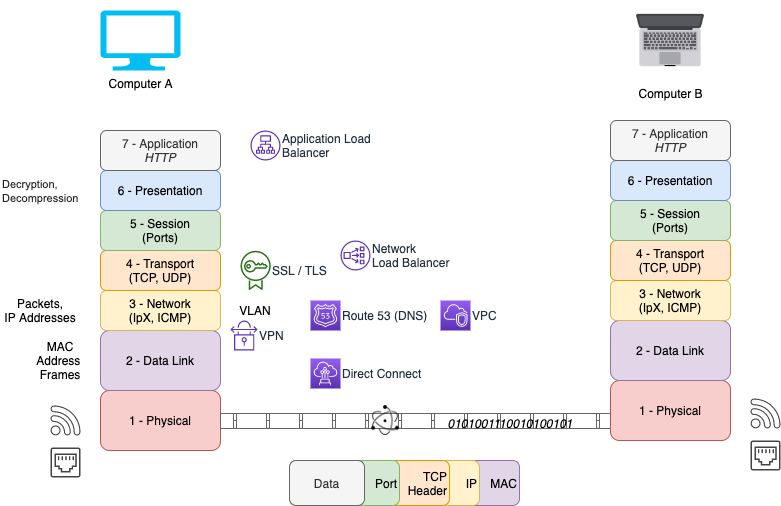 Computer A
Computer B
7 - Application
HTTP
Application Load
Balancer
7 - Application
HTTP
Decryption,
Decompression
6 - Presentation
6 - Presentation
5 - Session
(Ports)
5 - Session
(Ports)
4 - Transport
(TCP, UDP)
SSL / TLS
Network
Load Balancer
4 - Transport
(TCP, UDP)
Packets,
IP Addresses
3 - Network
(IpX, ICMP)
VLAN
VPN
53
Route 53 (DNS)
VPC
3 - Network
(IpX, ICMP)
MAC
Address
Frames
2 - Data Link
Direct Connect
2 - Data Link
1 - Physical
0101001110010100101
1 - Physical
Data
Port
TCP
Header
IP
MAC